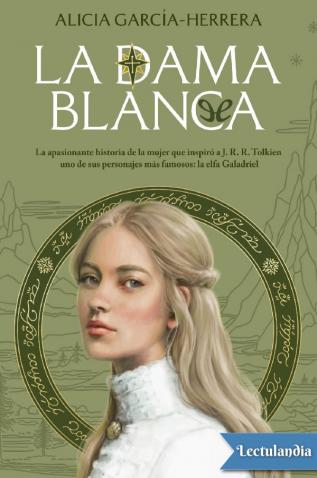 ALICIA GARCÍA-HERRERA
LA DAMA
BLANCA
La apasionante historia de la mujer que inspiró a J. R. R. Tolkien
uno de sus personajes más famosos: la elfa Galadriel
Lectulandia